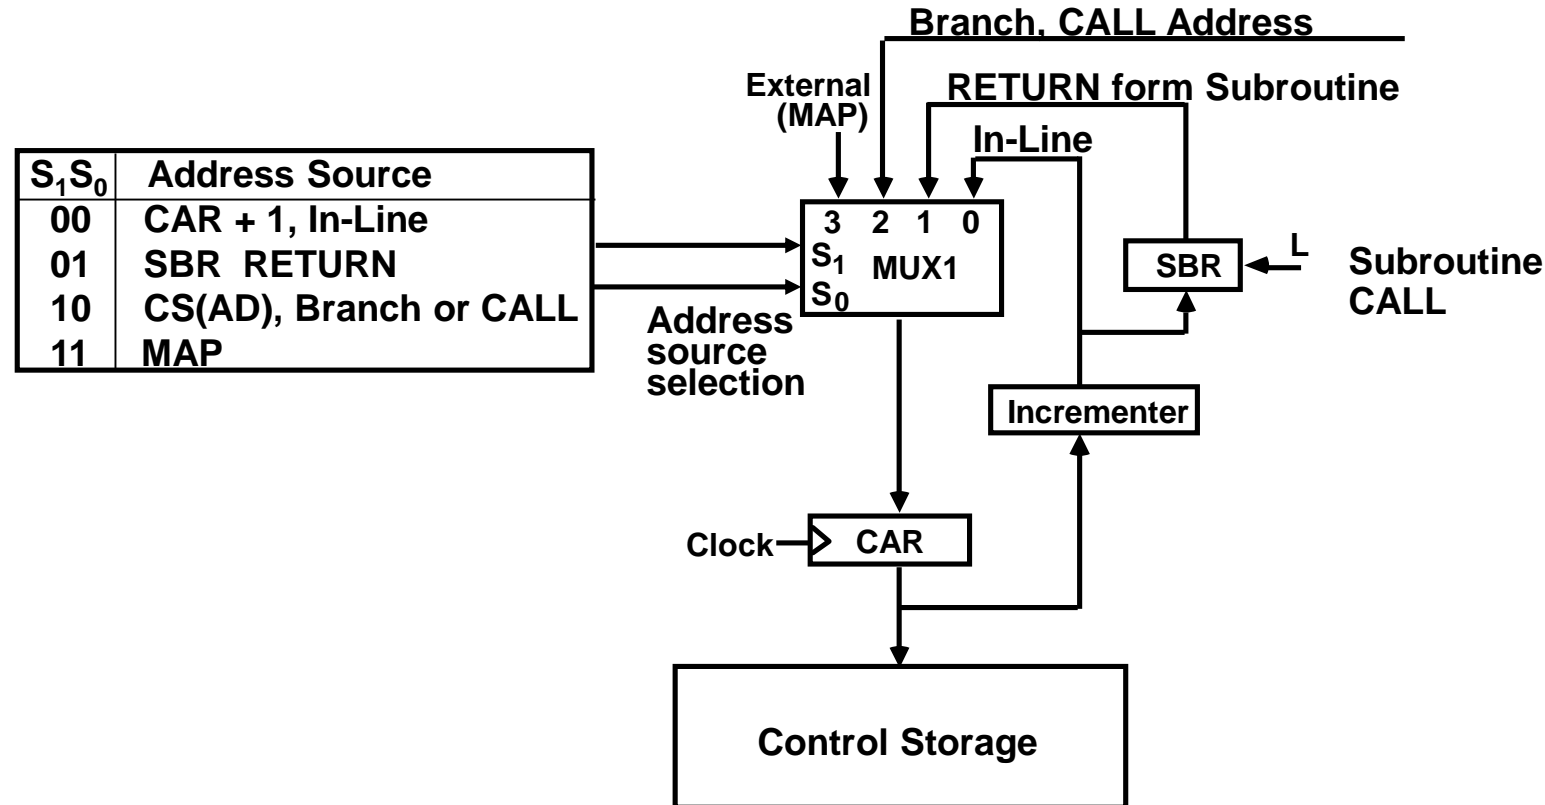 Branch, CALL Address
External
(MAP)
RETURN form Subroutine
In-Line
S1S0 Address Source
00 CAR + 1, In-Line
01 SBR RETURN
10 CS(AD), Branch or CALL
11 MAP
3 2 1 0
S1
MUX1
S0
Address
source
selection
SBR
L
Subroutine
CALL
Incrementer
Clock
CAR
Control Storage